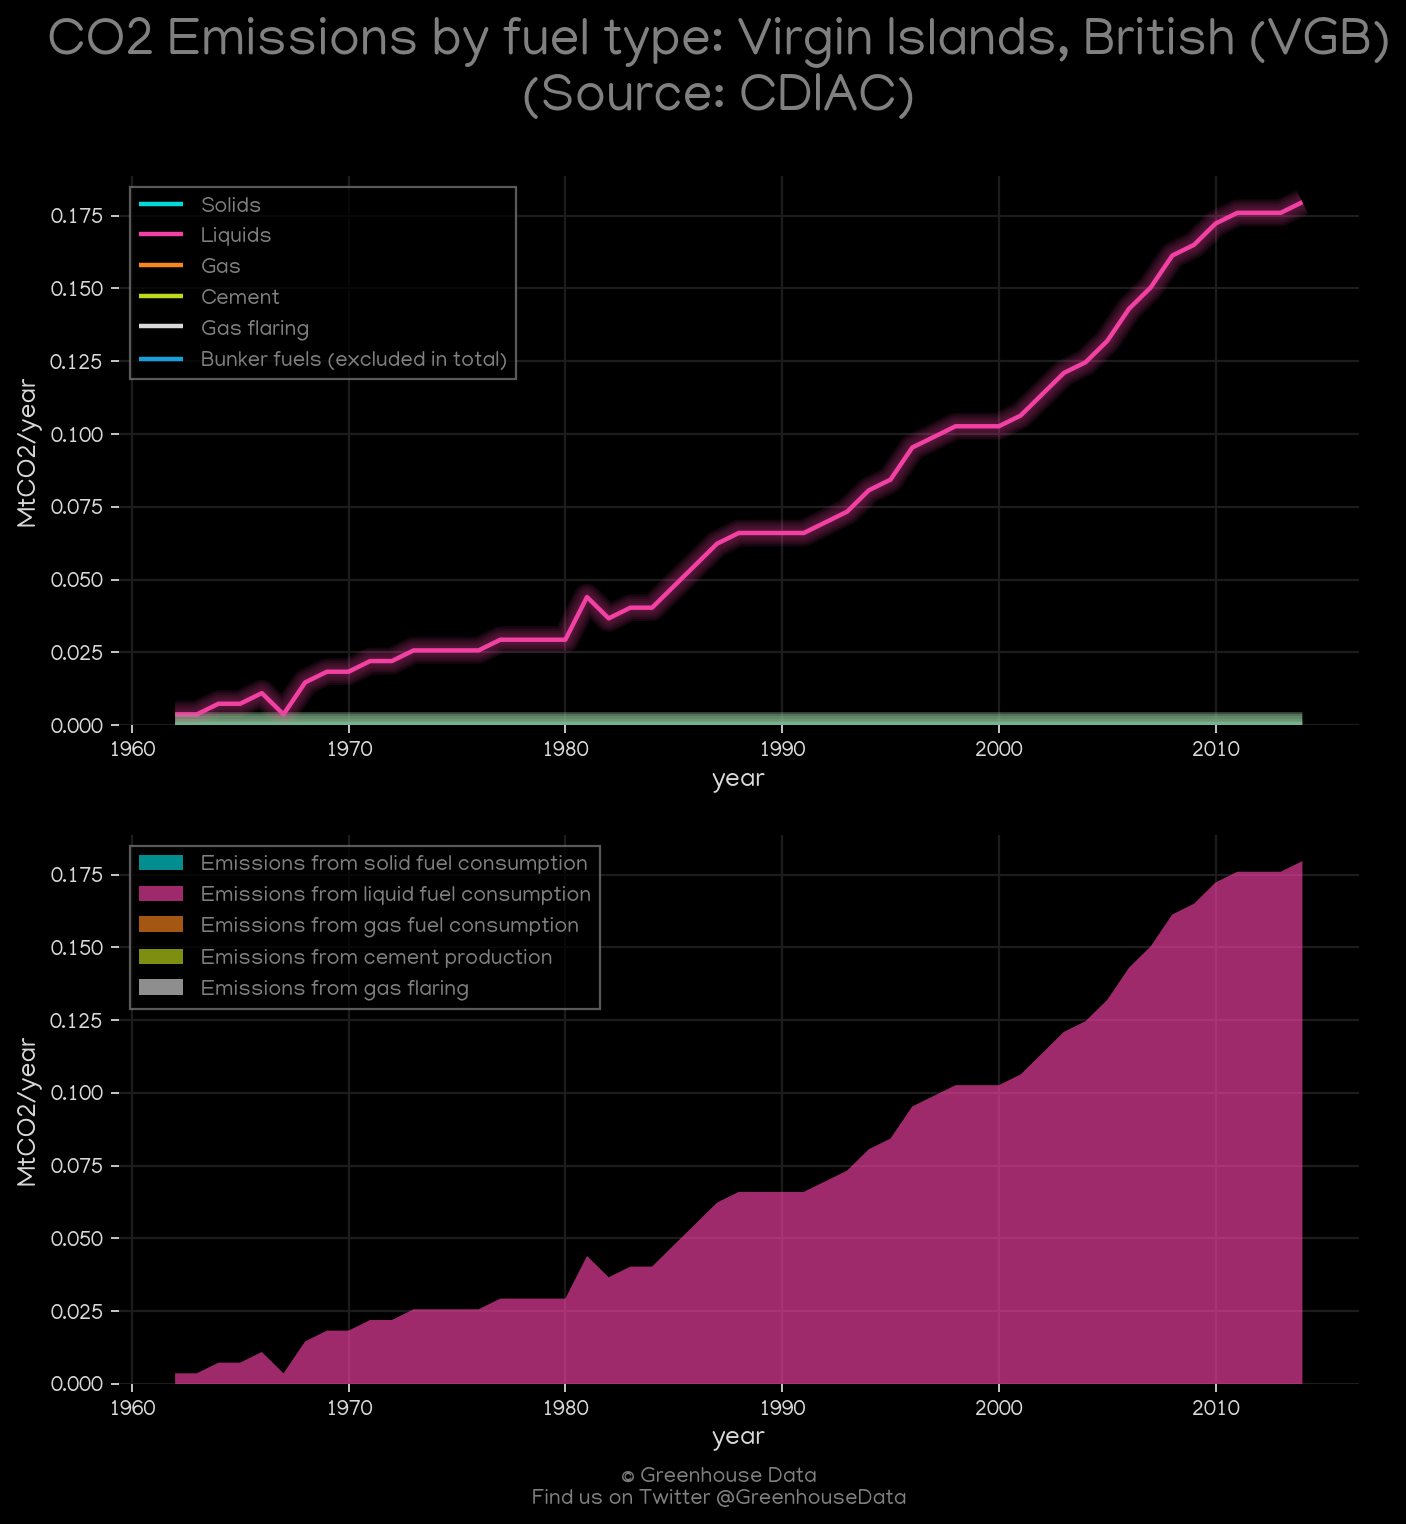 CO2 Emissions by fuel type: Virgin Islands, British (VGB)
(Source: CDIAC)
Solids
Liquids
Gas
Cement
Gas flaring
Bunker fuels (excluded in total)
MtCO2/year
0.175
0.150
0.125
0.100
0.075
0.050
0.025
0.000
1960 1970 1980 1990 2000 2010
year
Emissions from solid fuel consumption
Emissions from liquid fuel consumption
Emissions from gas fuel consumption
Emissions from cement production
Emissions from gas flaring
MtCO2/year
0.175
0.150
0.125
0.100
0.075
0.050
0.025
0.000
1960 1970 1980 1990 2000 2010
year
© Greenhouse Data
Find us on Twitter @GreenhouseData